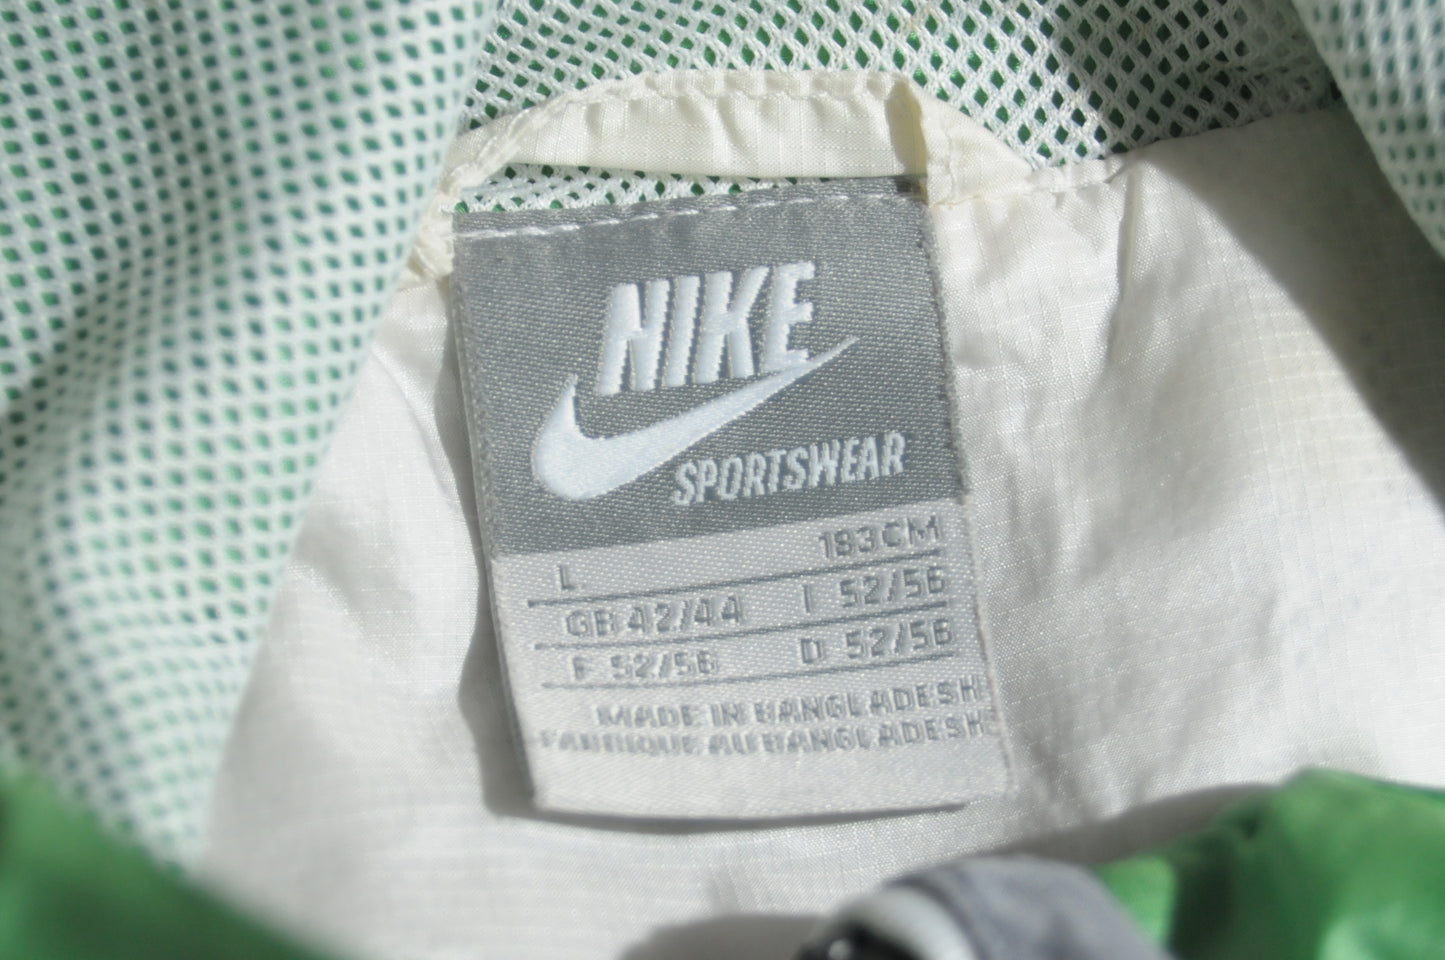 NIKE
SPORTSWEAR
183CM
L
GB 42/44 I 52/56
F 52/56 D 52/56
MADE IN BANGLADESH
FABRIQUE AU BANGLADESH